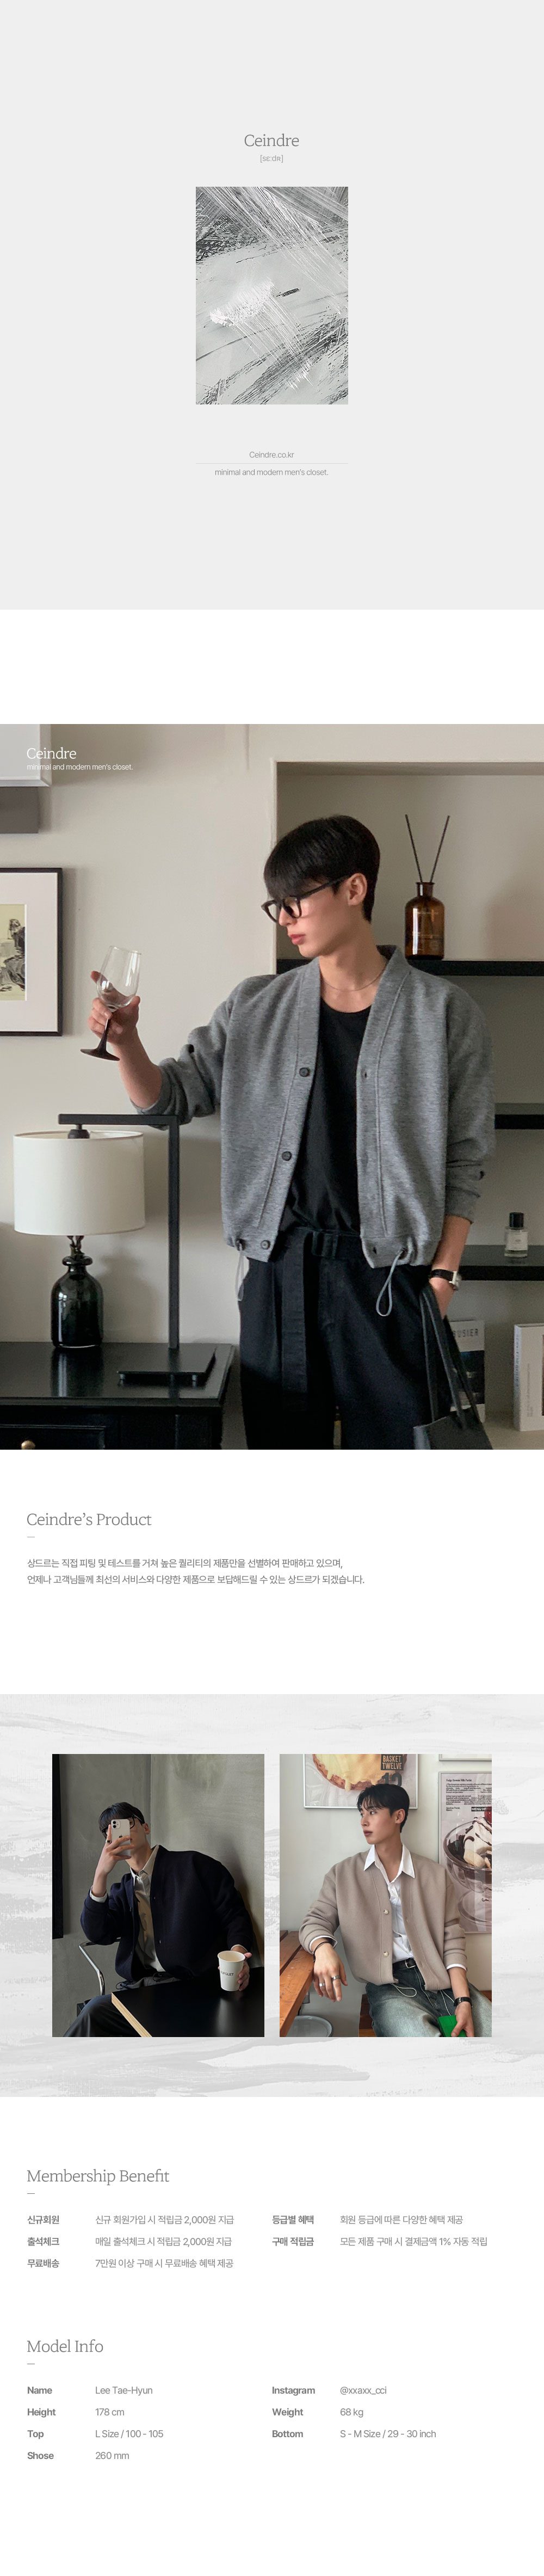 Ceindre
[sɛ̃:dʀ]
Ceindre.co.kr
minimal and modern men's closet.
Ceindre
minimal and modern men's closet.
Ceindre's Product
상드르는 직접 피팅 및 테스트를 거쳐 높은 퀄리티의 제품만을 선별하여 판매하고 있으며,
언제나 고객님들께 최선의 서비스와 다양한 제품으로 보답해드릴 수 있는 상드르가 되겠습니다.
BASKET
TWELVE
Membership Benefit
신규회원 신규 회원가입 시 적립금 2,000원 지급
등급별 혜택 회원 등급에 따른 다양한 혜택 제공
출석체크 매일 출석체크 시 적립금 2,000원 지급
구매 적립금 모든 제품 구매 시 결제금액 1% 자동 적립
무료배송 7만원 이상 구매 시 무료배송 혜택 제공
Model Info
Name Lee Tae-Hyun
Instagram @xxaxx_cci
Height 178 cm
Weight 68 kg
Top L Size / 100 - 105
Bottom S - M Size / 29 - 30 inch
Shose 260 mm